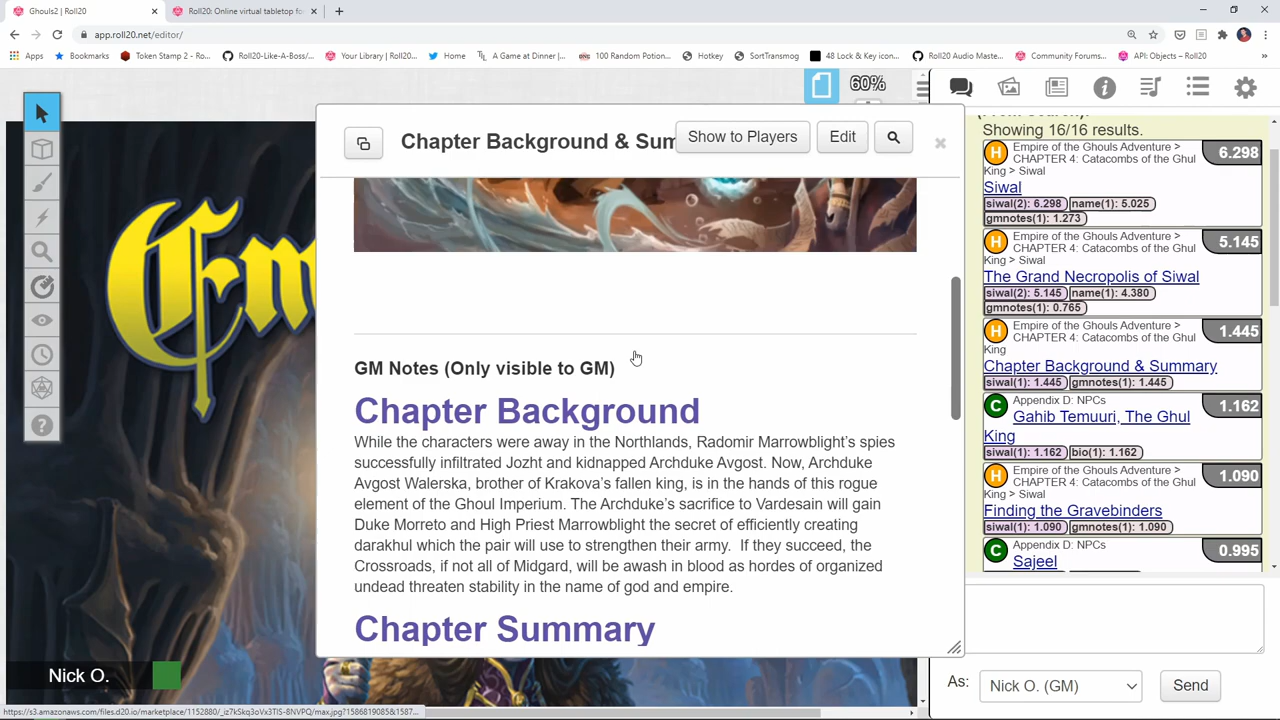 Ghouls2 | Roll20
Roll20: Online virtual tabletop fo
app.roll20.net/editor/
Apps
Bookmarks
Token Stamp 2 - Ro...
Roll20-Like-A-Boss/...
Your Library | Roll20...
Home
A Game at Dinner |...
100 Random Potion...
Hotkey
SortTransmog
48 Lock & Key icon...
Roll20 Audio Maste...
Community Forums...
API: Objects – Roll20
60%
Em
Chapter Background & Sum
Show to Players
Edit
GM Notes (Only visible to GM)
Chapter Background
While the characters were away in the Northlands, Radomir Marrowblight’s spies
successfully infiltrated Jozht and kidnapped Archduke Avgost. Now, Archduke
Avgost Walerska, brother of Krakova’s fallen king, is in the hands of this rogue
element of the Ghoul Imperium. The Archduke’s sacrifice to Vardesain will gain
Duke Morreto and High Priest Marrowblight the secret of efficiently creating
darakhul which the pair will use to strengthen their army.  If they succeed, the
Crossroads, if not all of Midgard, will be awash in blood as hordes of organized
undead threaten stability in the name of god and empire.
Chapter Summary
Showing 16/16 results.
H
Empire of the Ghouls Adventure >
CHAPTER 4: Catacombs of the Ghul
King > Siwal
6.298
Siwal
siwal(2): 6.298
name(1): 5.025
gmnotes(1): 1.273
H
Empire of the Ghouls Adventure >
CHAPTER 4: Catacombs of the Ghul
King > Siwal
5.145
The Grand Necropolis of Siwal
siwal(2): 5.145
name(1): 4.380
gmnotes(1): 0.765
H
Empire of the Ghouls Adventure >
CHAPTER 4: Catacombs of the Ghul
King
1.445
Chapter Background & Summary
siwal(1): 1.445
gmnotes(1): 1.445
C
Appendix D: NPCs
1.162
Gahib Temuuri, The Ghul
King
siwal(1): 1.162
bio(1): 1.162
H
Empire of the Ghouls Adventure >
CHAPTER 4: Catacombs of the Ghul
King > Siwal
1.090
Finding the Gravebinders
siwal(1): 1.090
gmnotes(1): 1.090
C
Appendix D: NPCs
0.995
Sajeel
As:
Nick O. (GM)
Send
Nick O.